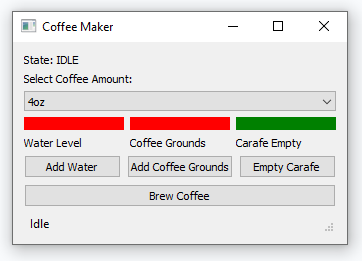 Coffee Maker
State: IDLE
Select Coffee Amount:
4oz
Water Level Coffee Grounds Carafe Empty
Add Water Add Coffee Grounds Empty Carafe
Brew Coffee
Idle